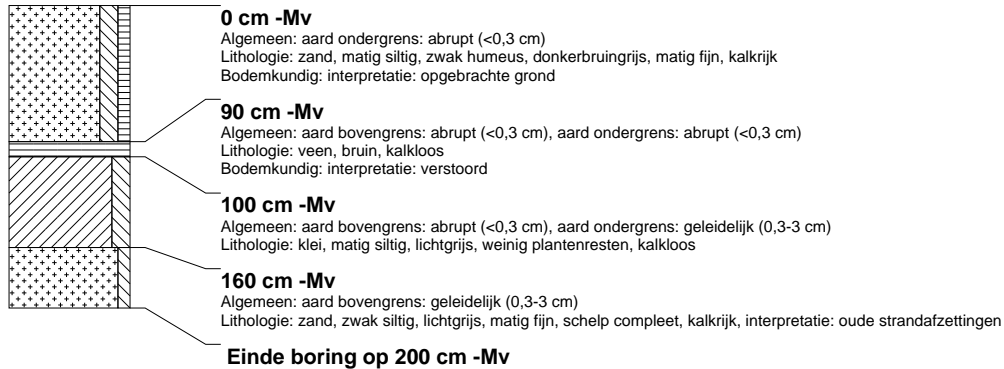 0 cm -Mv
Algemeen: aard ondergrens: abrupt (<0,3 cm)
Lithologie: zand, matig siltig, zwak humeus, donkerbruingrijs, matig fijn, kalkrijk
Bodemkundig: interpretatie: opgebrachte grond
90 cm -Mv
Algemeen: aard bovengrens: abrupt (<0,3 cm), aard ondergrens: abrupt (<0,3 cm)
Lithologie: veen, bruin, kalkloos
Bodemkundig: interpretatie: verstoord
100 cm -Mv
Algemeen: aard bovengrens: abrupt (<0,3 cm), aard ondergrens: geleidelijk (0,3-3 cm)
Lithologie: klei, matig siltig, lichtgrijs, weinig plantenresten, kalkloos
160 cm -Mv
Algemeen: aard bovengrens: geleidelijk (0,3-3 cm)
Lithologie: zand, zwak siltig, lichtgrijs, matig fijn, schelp compleet, kalkrijk, interpretatie: oude strandafzettingen
Einde boring op 200 cm -Mv